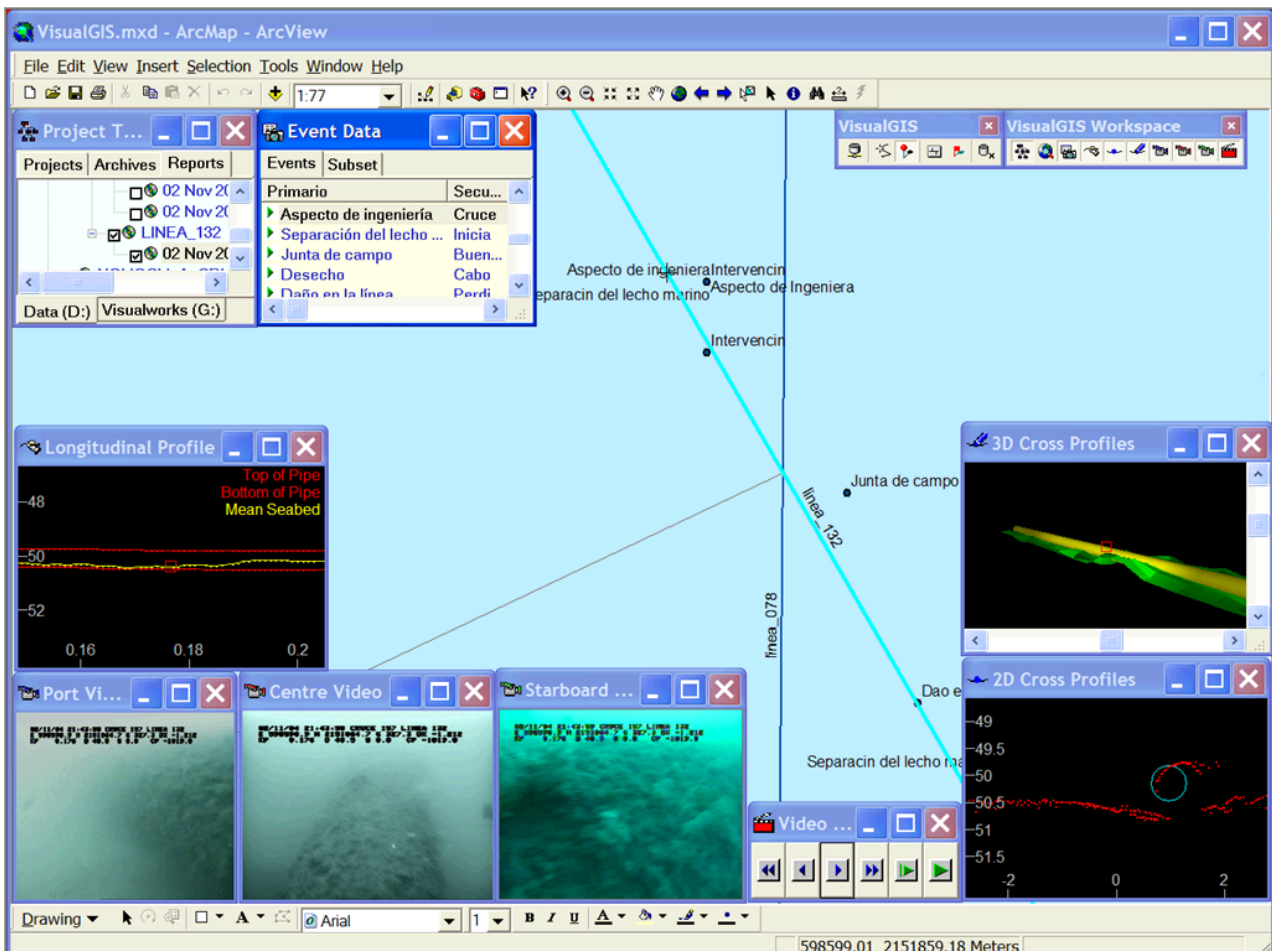 VisualGIS.mxd - ArcMap - ArcView
File Edit View Insert Selection Tools Window Help
1:77
Project T...
Projects Archives Reports
02 Nov 20
02 Nov 20
LINEA_132
02 Nov 20
Data (D:) Visualworks (G:)
Event Data
Events Subset
Primario Secu...
Aspecto de ingeniería Cruce
Separación del lecho ... Inicia
Junta de campo Buen...
Desecho Cabo
Daño en la línea Perdi
VisualGIS
VisualGIS Workspace
Aspecto de ingenieraIntervencin
Aspecto de Ingeniera
eparacin del lecho marino
Intervencin
Junta de campo
linea_132
linea_078
Dao e
Separacin del lecho ma
Longitudinal Profile
Top of Pipe
Bottom of Pipe
Mean Seabed
48
50
52
0.16 0.18 0.2
3D Cross Profiles
Port Vi...
Centre Video
Starboard ...
2D Cross Profiles
49
49.5
50
50.5
51
51.5
-2 0 2
Video ...
Drawing A Arial 1 B I U A
598599.01 2151859.18 Meters